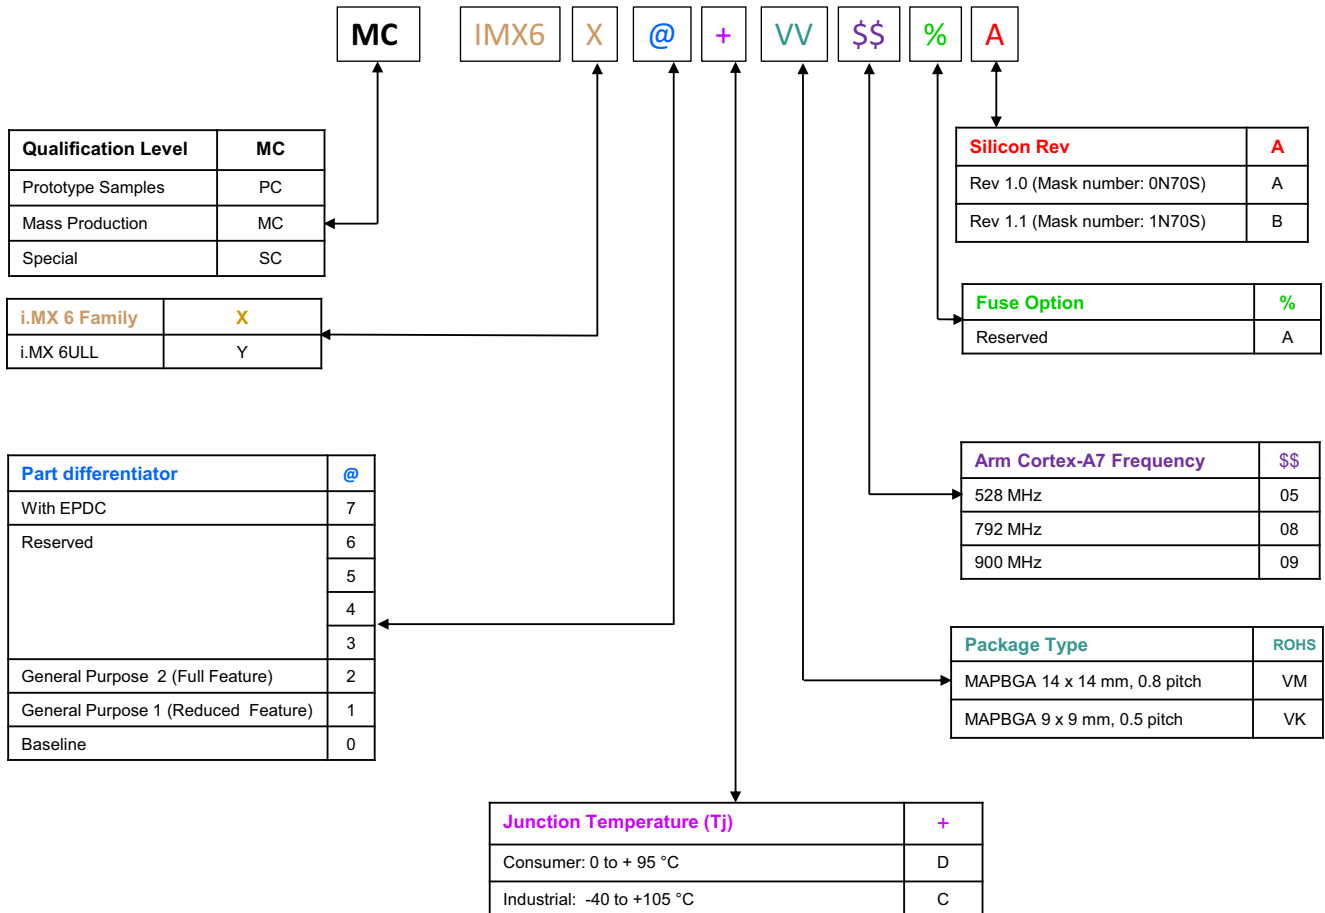 MC IMX6 X @ + VV $$ % A
Qualification Level MC
Prototype Samples PC
Mass Production MC
Special SC
Silicon Rev A
Rev 1.0 (Mask number: 0N70S) A
Rev 1.1 (Mask number: 1N70S) B
i.MX 6 Family X
i.MX 6ULL Y
Fuse Option %
Reserved A
Part differentiator @
With EPDC 7
Reserved 6
5
4
3
General Purpose 2 (Full Feature) 2
General Purpose 1 (Reduced Feature) 1
Baseline 0
Arm Cortex-A7 Frequency $$
528 MHz 05
792 MHz 08
900 MHz 09
Package Type ROHS
MAPBGA 14 x 14 mm, 0.8 pitch VM
MAPBGA 9 x 9 mm, 0.5 pitch VK
Junction Temperature (Tj) +
Consumer: 0 to + 95 °C D
Industrial: -40 to +105 °C C